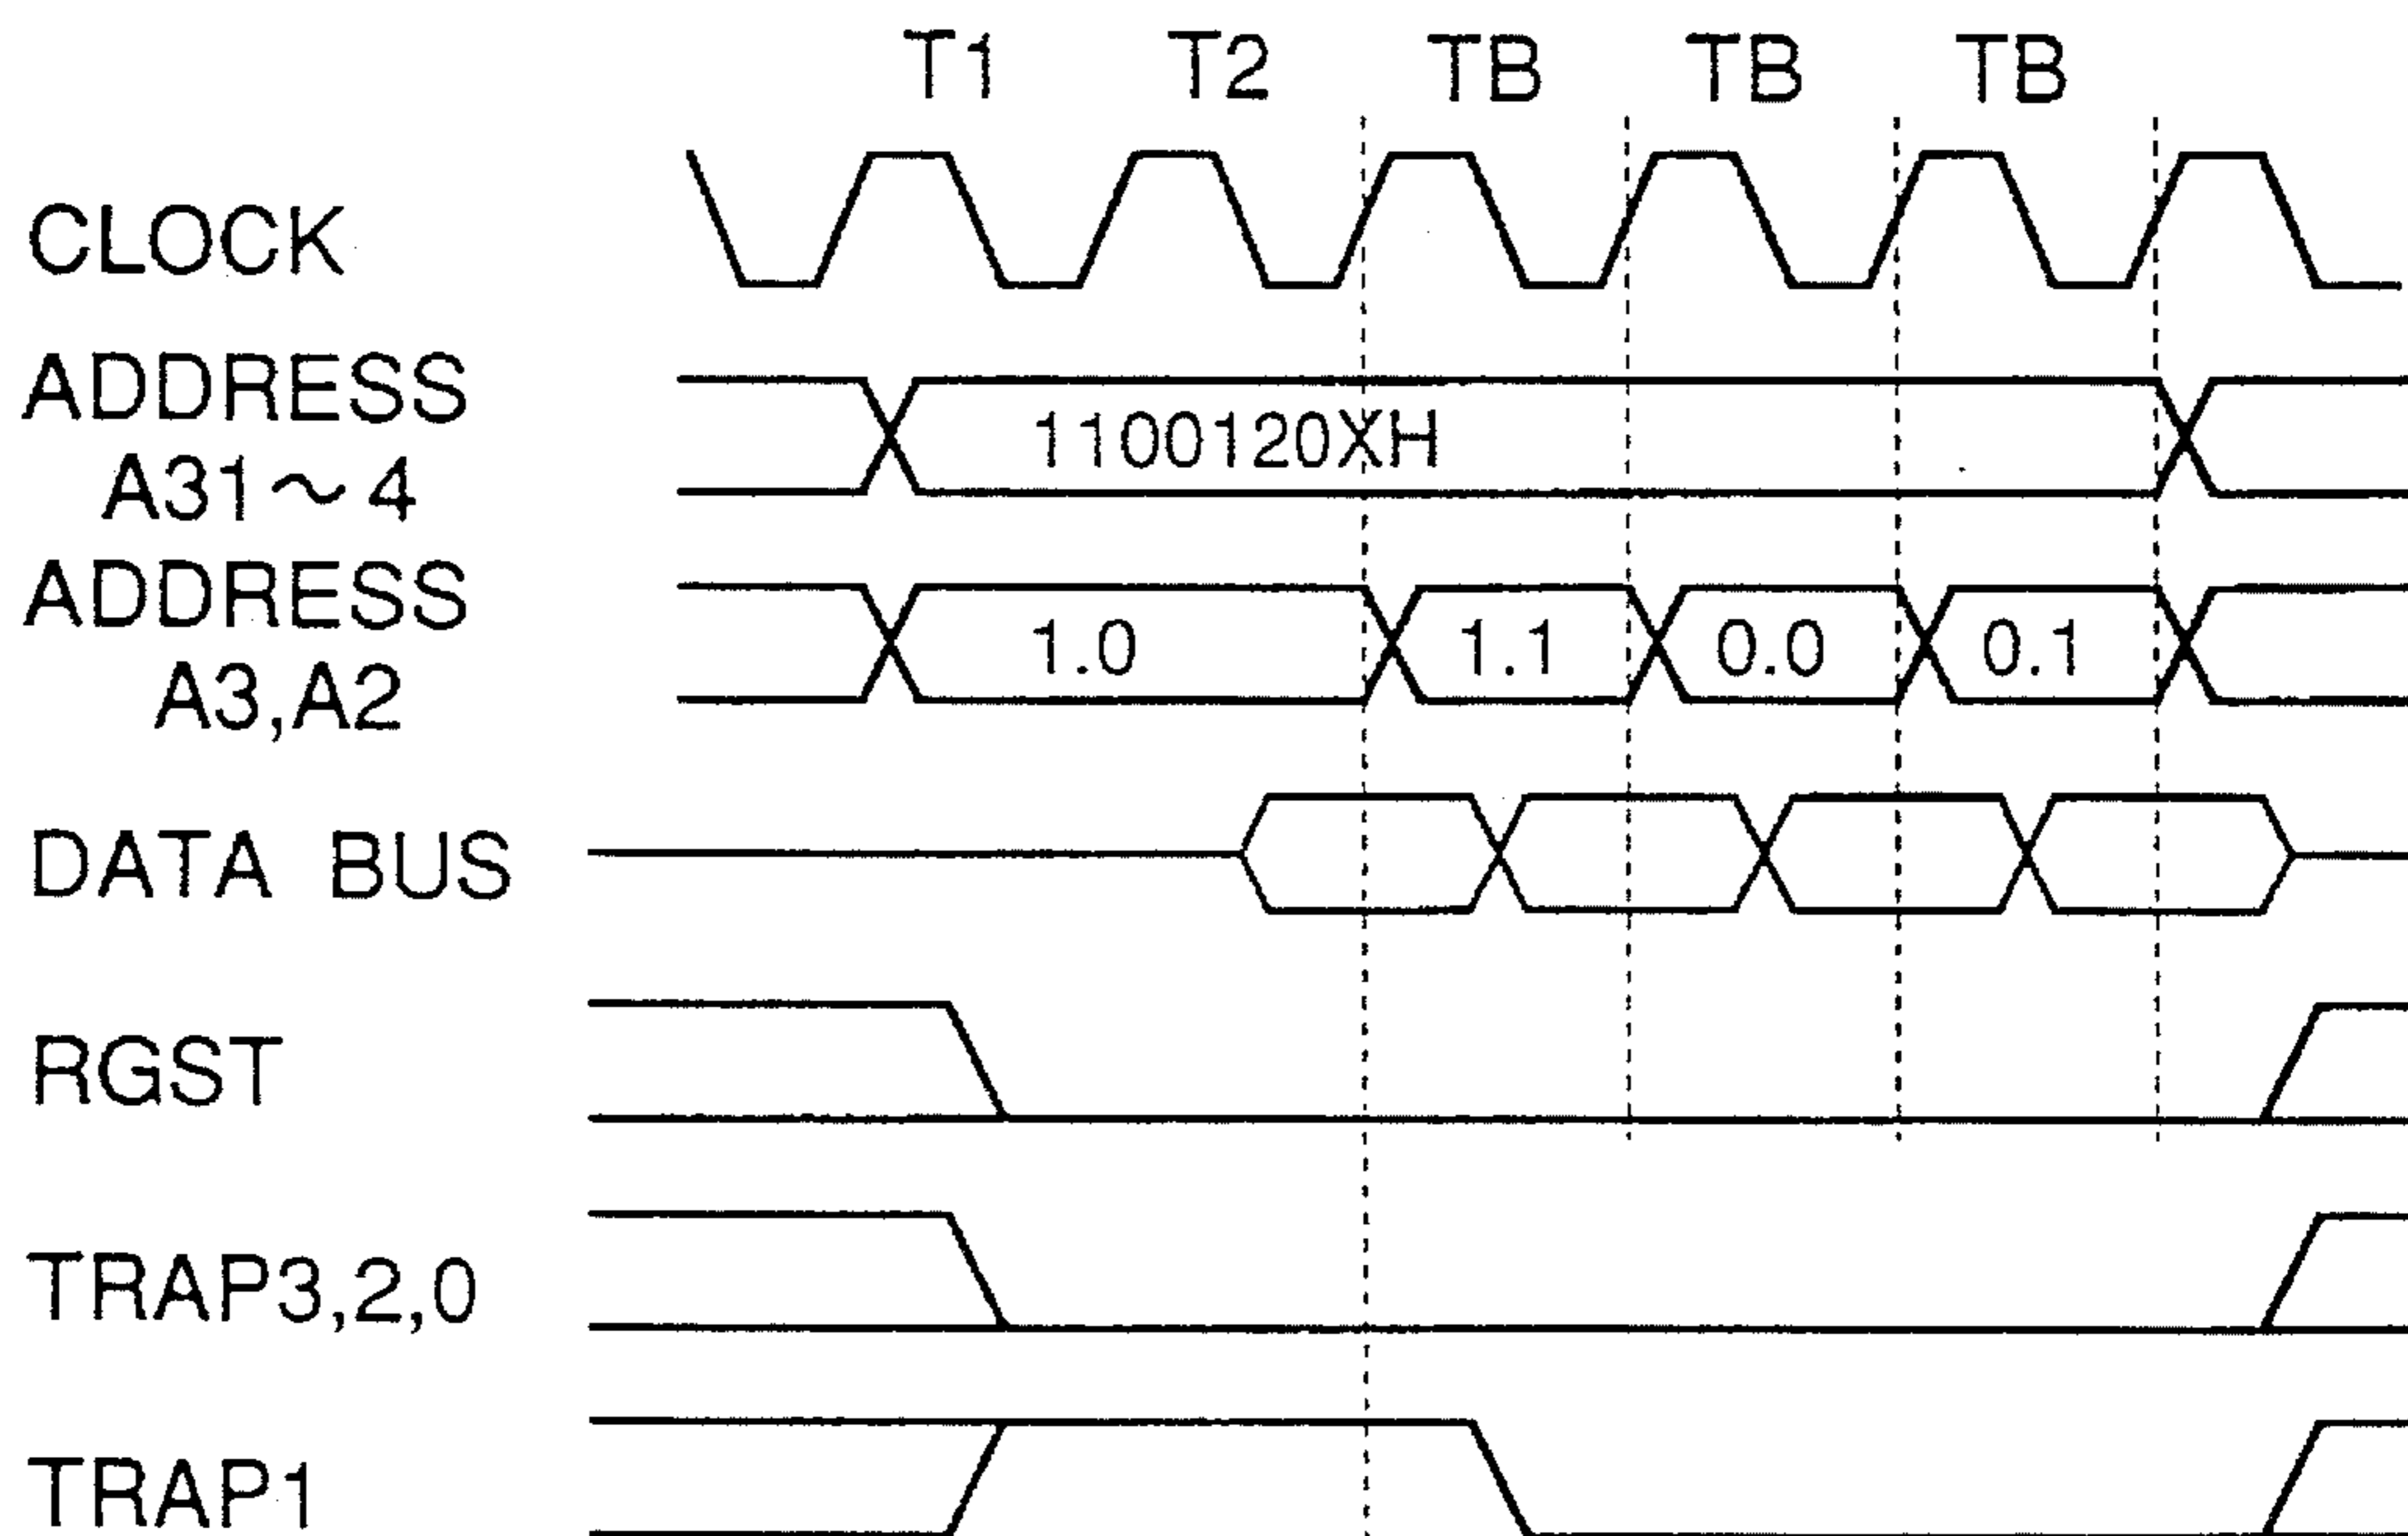 T1 T2 TB TB TB
CLOCK
ADDRESS
A31～4
1100120XH
ADDRESS
A3,A2
1.0 1.1 0.0 0.1
DATA BUS
RGST
TRAP3,2,0
TRAP1